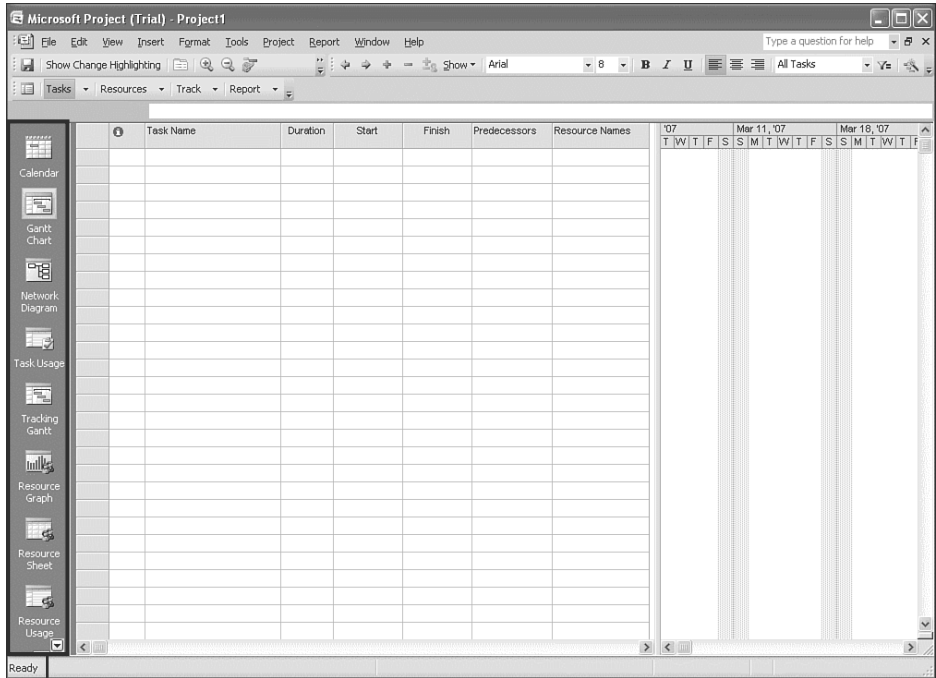 Microsoft Project (Trial) - Project1
File Edit View Insert Format Tools Project Report Window Help Type a question for help
Show Change Highlighting Show Arial 8 B I U All Tasks
Tasks Resources Track Report
Task Name Duration Start Finish Predecessors Resource Names '07 Mar 11, '07 Mar 18, '07
T W T F S S M T W T F S S M T W T F
Calendar
Gantt
Chart
Network
Diagram
Task Usage
Tracking
Gantt
Resource
Graph
Resource
Sheet
Resource
Usage
Ready